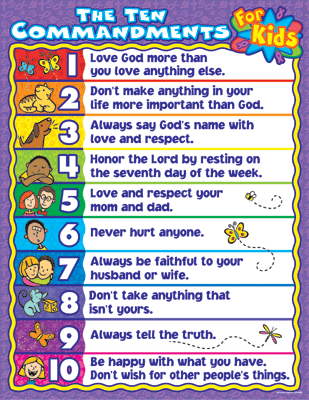 The Ten
Commandments
For
Kids
1
Love God more than
you love anything else.
2
Don't make anything in your
life more important than God.
3
Always say God's name with
love and respect.
4
Honor the Lord by resting on
the seventh day of the week.
5
Love and respect your
mom and dad.
6
Never hurt anyone.
7
Always be faithful to your
husband or wife.
8
Don't take anything that
isn't yours.
9
Always tell the truth.
10
Be happy with what you have.
Don't wish for other people's things.